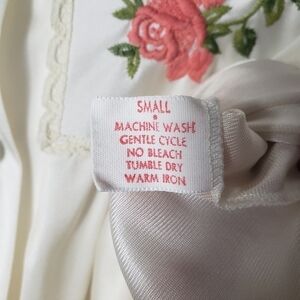 SMALL
•
MACHINE WASH
GENTLE CYCLE
NO BLEACH
TUMBLE DRY
WARM IRON